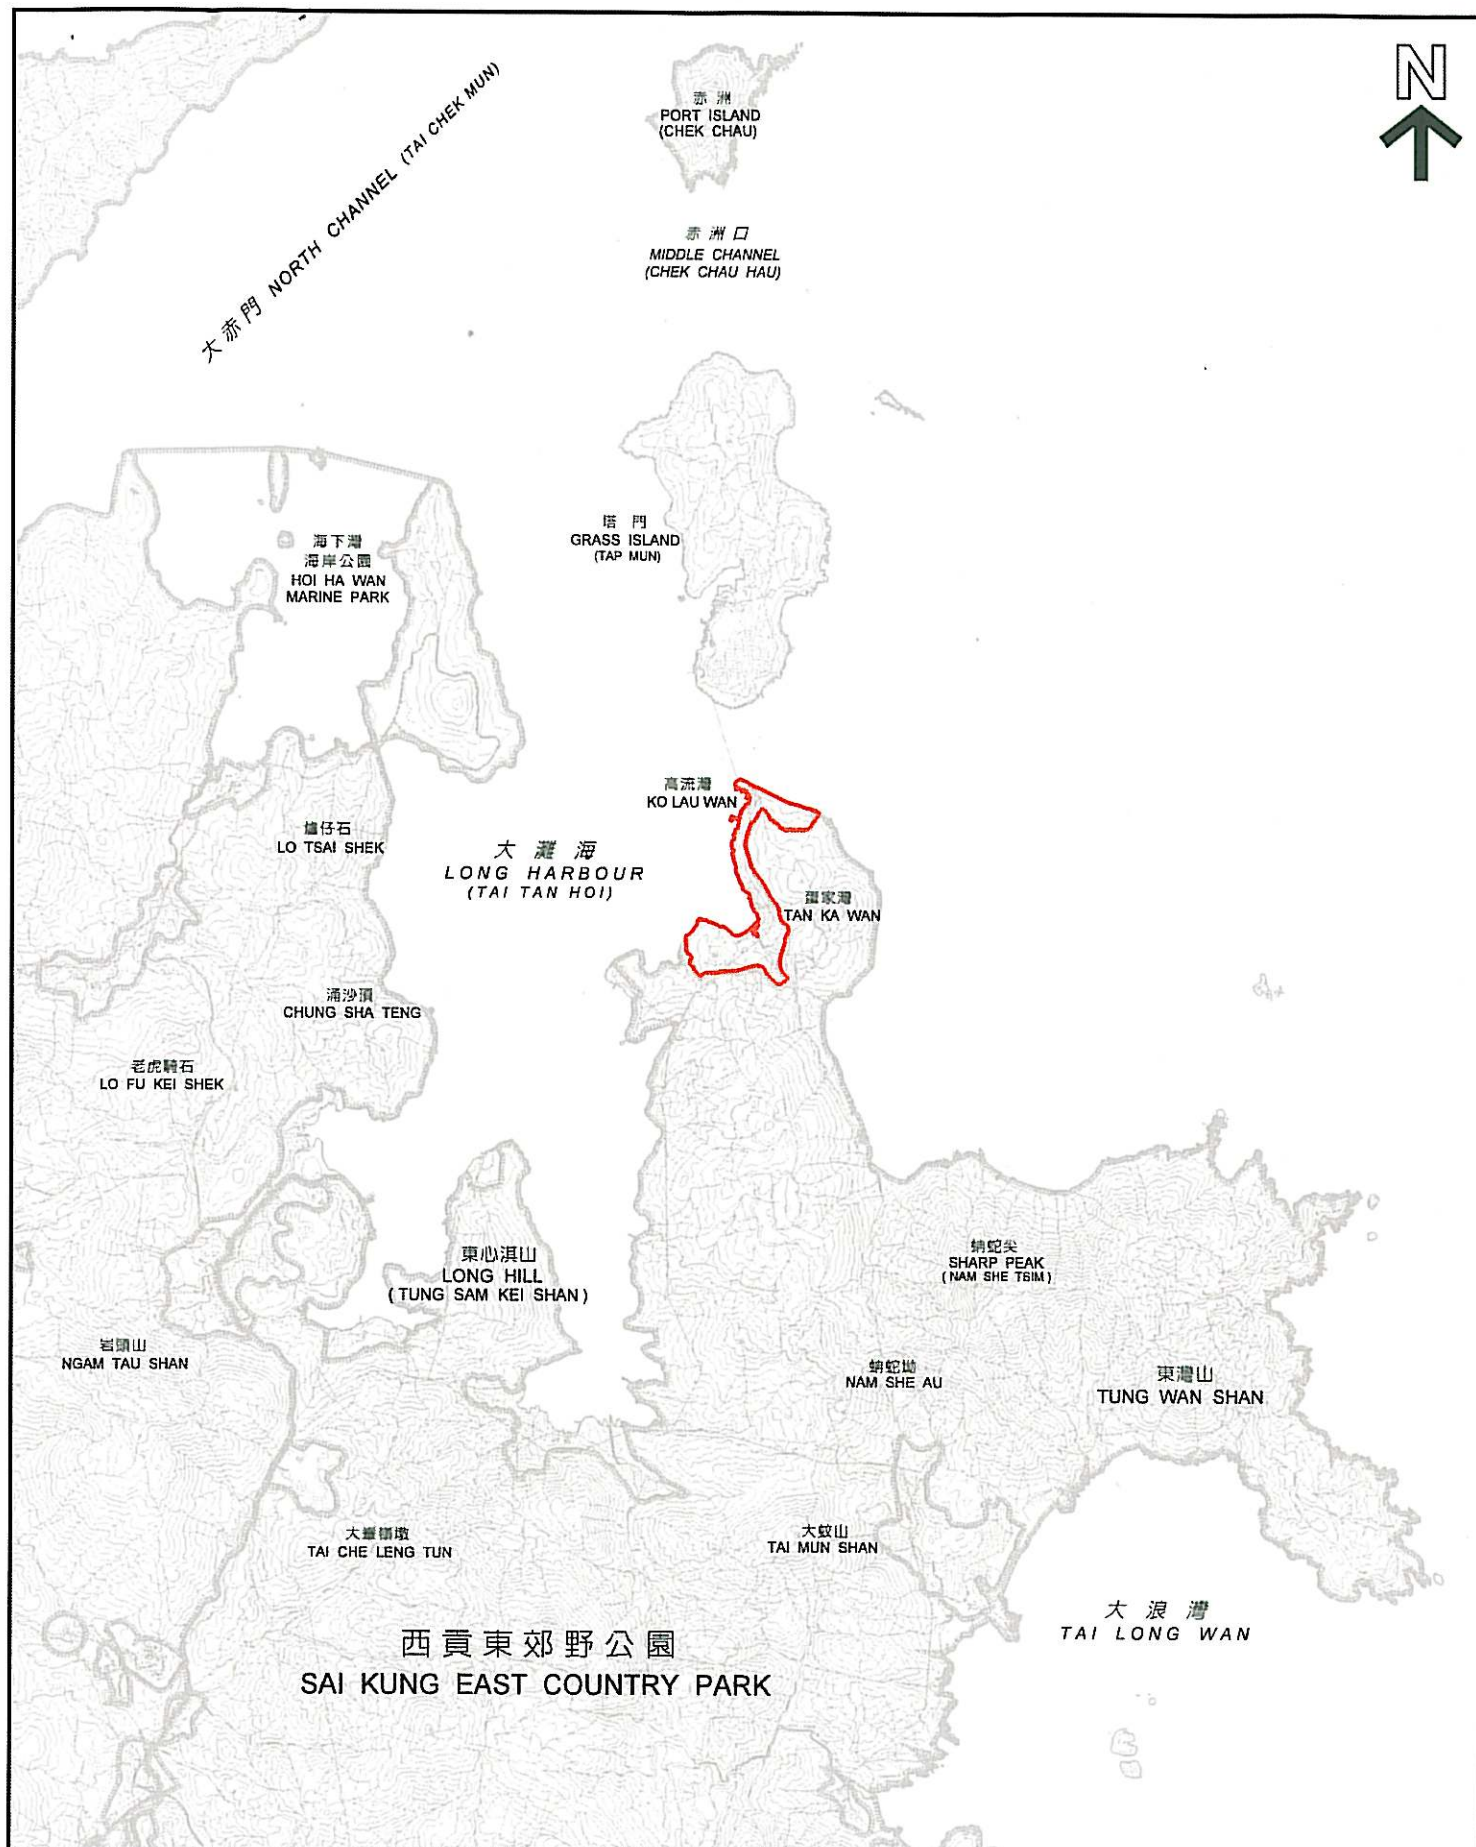 N
赤洲
PORT ISLAND
(CHEK CHAU)
大赤門 NORTH CHANNEL (TAI CHEK MUN)
赤洲口
MIDDLE CHANNEL
(CHEK CHAU HAU)
塔門
GRASS ISLAND
(TAP MUN)
海下灣
海岸公園
HOI HA WAN
MARINE PARK
高流灣
KO LAU WAN
爐仔石
LO TSAI SHEK
大灘海
LONG HARBOUR
(TAI TAN HOI)
蛋家灣
TAN KA WAN
涌沙頂
CHUNG SHA TENG
老虎騎石
LO FU KEI SHEK
東心淇山
LONG HILL
(TUNG SAM KEI SHAN)
蚺蛇尖
SHARP PEAK
(NAM SHE TSIM)
岩頭山
NGAM TAU SHAN
蚺蛇坳
NAM SHE AU
東灣山
TUNG WAN SHAN
TAI CHE LENG TUN
大蚊山
TAI MUN SHAN
大浪灣
TAI LONG WAN
西貢東郊野公園
SAI KUNG EAST COUNTRY PARK